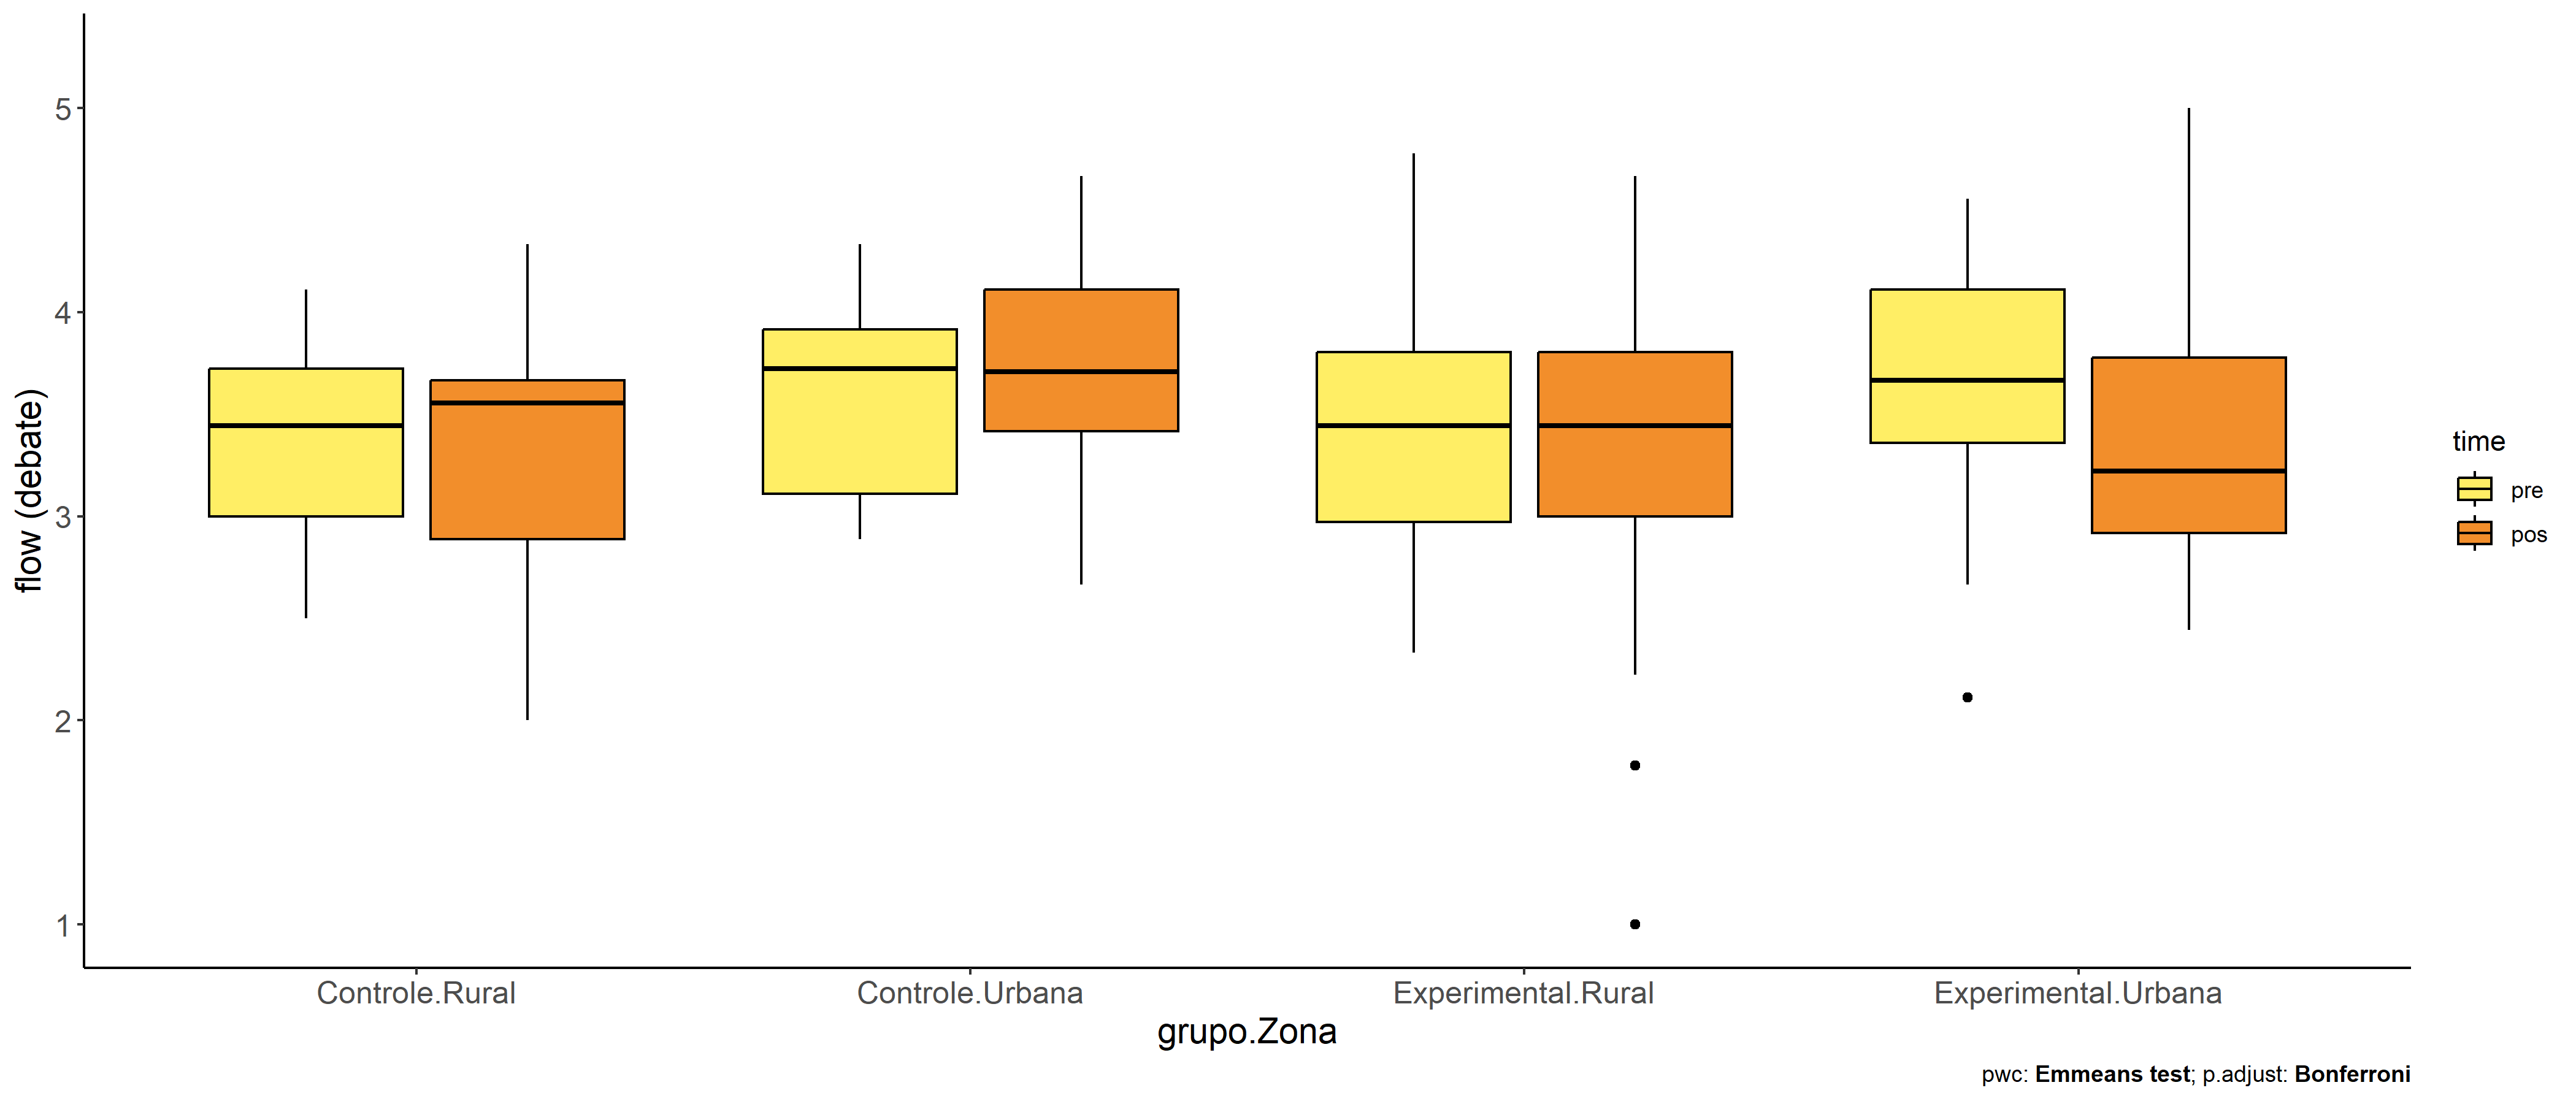 flow (debate)
5
4
3
2
1
Controle.Rural
Controle.Urbana
Experimental.Rural
Experimental.Urbana
grupo.Zona
time
pre
pos
pwc: Emmeans test; p.adjust: Bonferroni